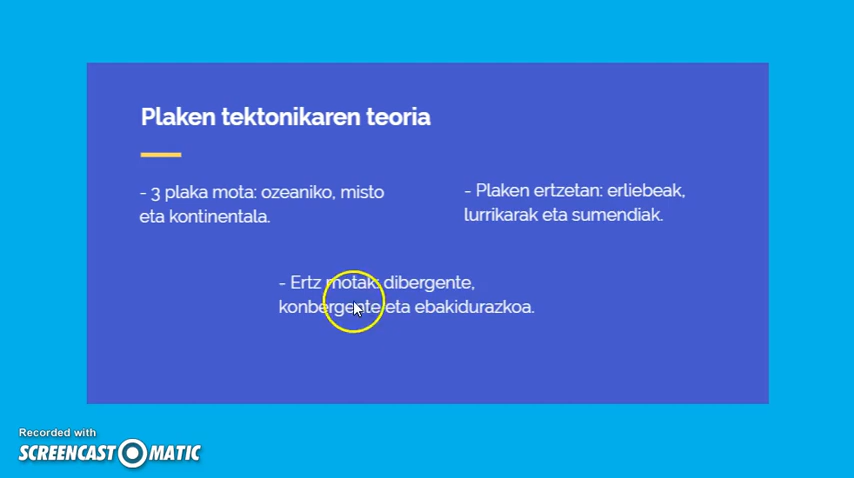 Plaken tektonikaren teoria
- 3 plaka mota: ozeaniko, misto
eta kontinentala.
- Plaken ertzetan: erliebeak,
lurrikarak eta sumendiak.
- Ertz motak: dibergente,
konbergente eta ebakidurazkoa.
Recorded with
SCREENCAST-O-MATIC